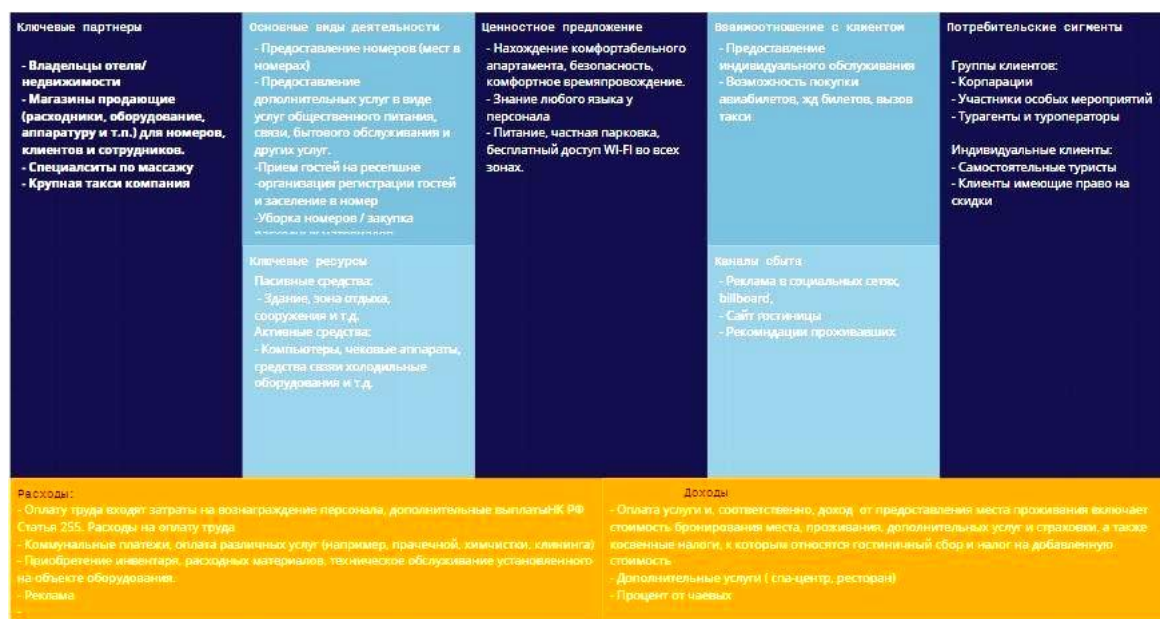 Ключевые партнеры
- Владельцы отеля/
недвижимости
- Магазины продающие
(расходники, оборудование,
аппаратуру и т.п.) для номеров,
клиентов и сотрудников.
- Специалситы по массажу
- Крупная такси компания
Основные виды деятельности
- Предоставление номеров (мест в
номерах)
- Предоставление
дополнительных услуг в виде
услуг общественного питания,
связи, бытового обслуживания и
других услуг.
-Прием гостей на ресепшне
-организация регистрации гостей
и заселение в номер
-Уборка номеров / закупка
Ключевые ресурсы
Пасивные средства:
- Здание, зона отдыха,
сооружения и т.д.
Активные средства:
- Компьютеры, чековые аппараты,
средства связи холодильные
оборудования и т.д.
Ценностное предложение
- Нахождение комфортабельного
апартамента, безопасность,
комфортное времяпровождение.
- Знание любого языка у
персонала
- Питание, частная парковка,
бесплатный доступ WI-FI во всех
зонах.
Взаимоотношение с клиентом
- Предоставление
индивидуального обслуживания
- Возможность покупки
авиабилетов, жд билетов, вызов
такси
Каналы сбыта
- Реклама в социальных сетях,
billboard,
- Сайт гостиницы
- Рекомндации проживавших
Потребительские сигменты
Группы клиентов:
- Корпарации
- Участники особых мероприятий
- Турагенты и туроператоры
Индивидуальные клиенты:
- Самостоятельные туристы
- Клиенты имеющие право на
скидки
Расходы:
- Оплату труда входят затраты на вознаграждение персонала, дополнительные выплатыНК РФ
Статья 255. Расходы на оплату труда
- Коммунальные платежи, оплата различных услуг (например, прачечной, химчистки, клининга)
- Приобретение инвентаря, расходных материалов, техническое обслуживание установленного
на объекте оборудования.
- Реклама
-
Доходы
- Оплата услуги и, соответственно, доход от предоставления места проживания включает
стоимость бронирования места, проживания, дополнительных услуг и страховки, а также
косвенные налоги, к которым относятся гостиничный сбор и налог на добавленную
стоимость
- Дополнительные услуги ( спа-центр, ресторан)
- Процент от чаевых